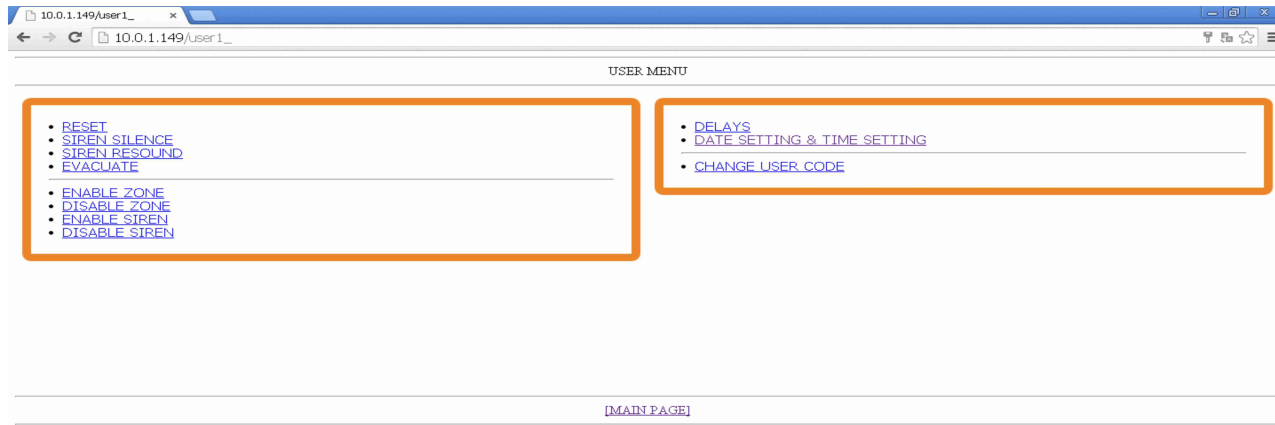 10.0.1.149/user1_
10.0.1.149/user1_
USER MENU
RESET
SIREN SILENCE
SIREN RESOUND
EVACUATE
ENABLE ZONE
DISABLE ZONE
ENABLE SIREN
DISABLE SIREN
DELAYS
DATE SETTING & TIME SETTING
CHANGE USER CODE
[MAIN PAGE]